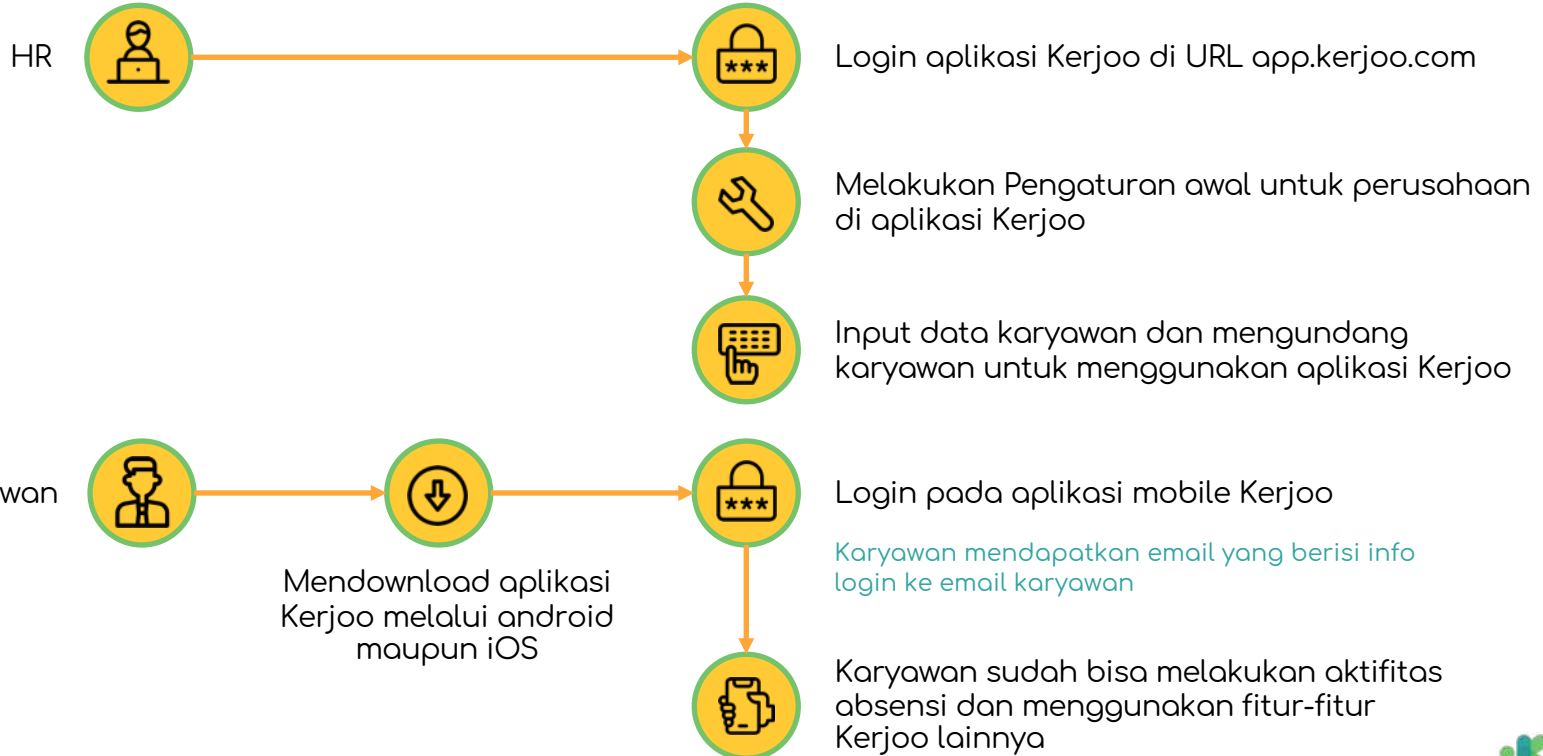 HR
Login aplikasi Kerjoo di URL app.kerjoo.com
***
Melakukan Pengaturan awal untuk perusahaan
di aplikasi Kerjoo
Input data karyawan dan mengundang
karyawan untuk menggunakan aplikasi Kerjoo
wan
***
Login pada aplikasi mobile Kerjoo
Karyawan mendapatkan email yang berisi info
login ke email karyawan
Mendownload aplikasi
Kerjoo melalui android
maupun iOS
Karyawan sudah bisa melakukan aktifitas
absensi dan menggunakan fitur-fitur
Kerjoo lainnya